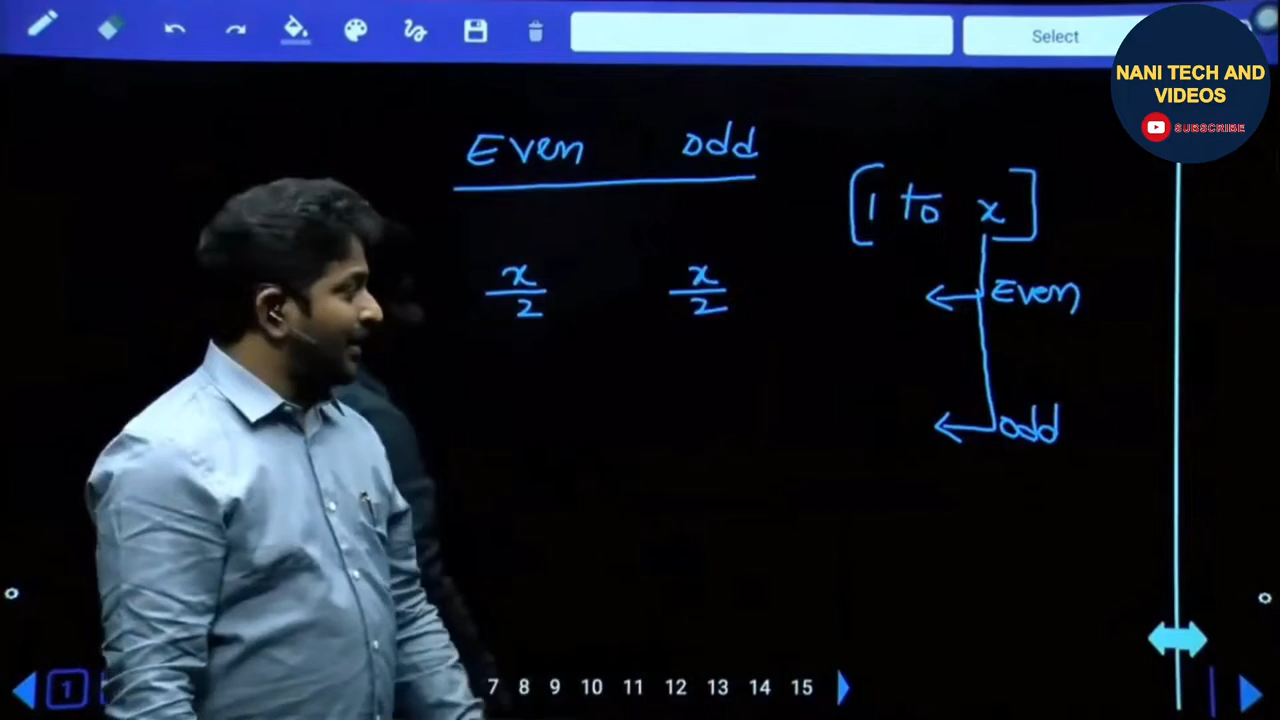 Select
NANI TECH AND
VIDEOS
SUBSCRIBE
Even odd
[1 to x]
x/2 x/2
Even
odd
1
7 8 9 10 11 12 13 14 15